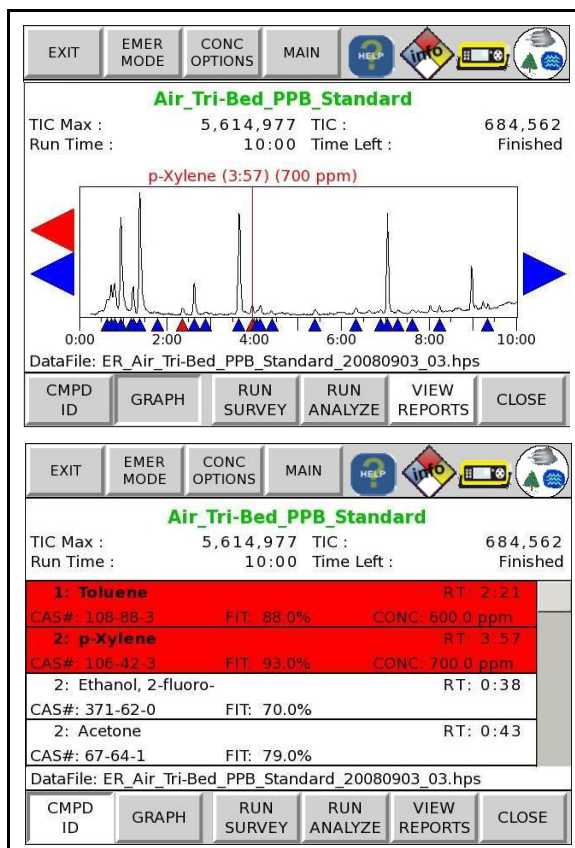 EXIT EMER MODE CONC OPTIONS MAIN HELP info
Air_Tri-Bed_PPB_Standard
TIC Max : 5,614,977 TIC : 684,562
Run Time : 10:00 Time Left : Finished
p-Xylene (3:57) (700 ppm)
0:00 2:00 4:00 6:00 8:00 10:00
DataFile: ER_Air_Tri-Bed_PPB_Standard_20080903_03.hps
CMPD ID GRAPH RUN SURVEY RUN ANALYZE VIEW REPORTS CLOSE
EXIT EMER MODE CONC OPTIONS MAIN HELP info
Air_Tri-Bed_PPB_Standard
TIC Max : 5,614,977 TIC : 684,562
Run Time : 10:00 Time Left : Finished
1: Toluene RT: 2:21
CAS#: 108-88-3 FIT: 88.0% CONC: 600.0 ppm
2: p-Xylene RT: 3:57
CAS#: 106-42-3 FIT: 93.0% CONC: 700.0 ppm
2: Ethanol, 2-fluoro- RT: 0:38
CAS#: 371-62-0 FIT: 70.0%
2: Acetone RT: 0:43
CAS#: 67-64-1 FIT: 79.0%
DataFile: ER_Air_Tri-Bed_PPB_Standard_20080903_03.hps
CMPD ID GRAPH RUN SURVEY RUN ANALYZE VIEW REPORTS CLOSE